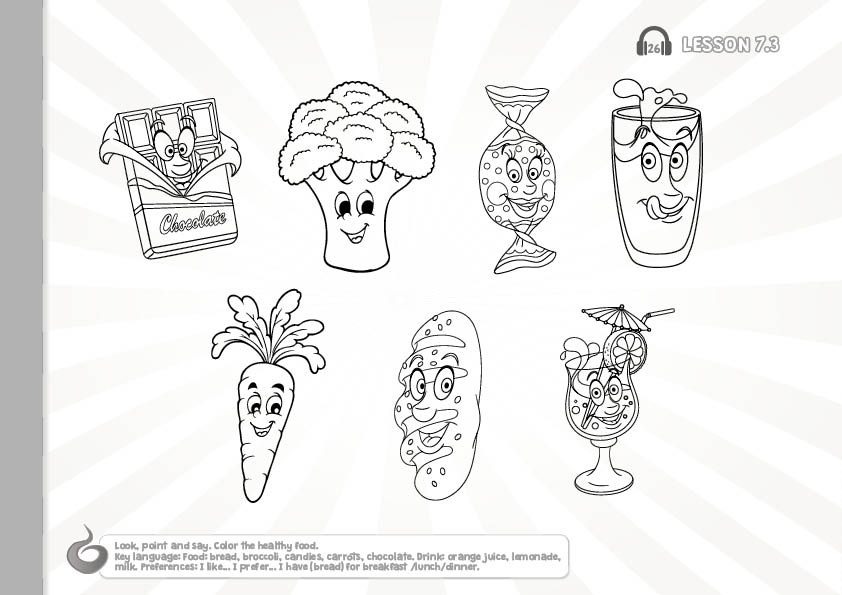 26 LESSON 7.3
Chocolate
Look, point and say. Color the healthy food.
Key language: Food: bread, broccoli, candies, carrots, chocolate. Drink: orange juice, lemonade,
milk. Preferences: I like... I prefer... I have (bread) for breakfast /lunch/dinner.